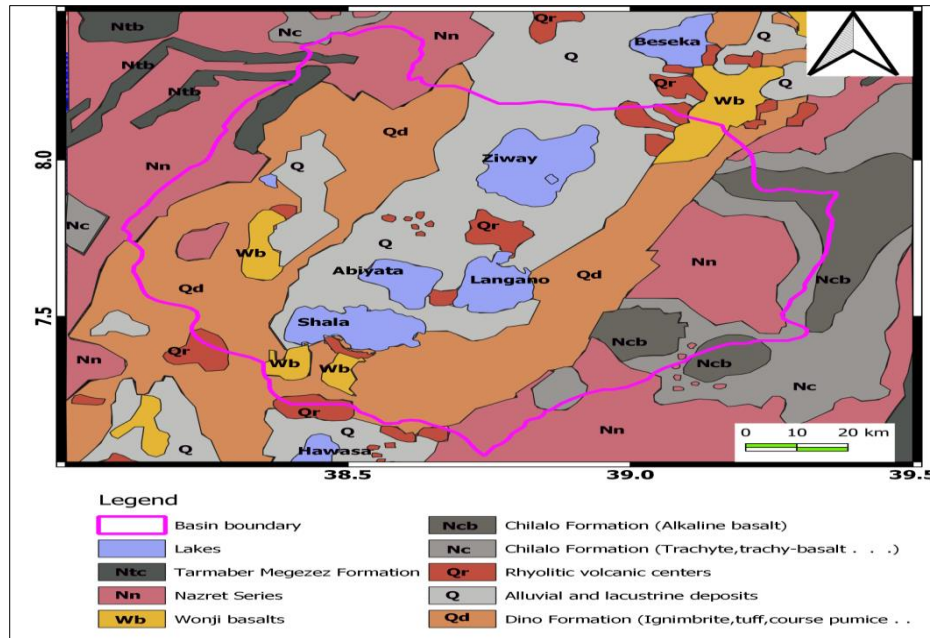 Ntb
Nc
Nn
Qr
Q
Beseka
Q
Ntb
Ntb
Qr
Q
Wb
Qd
8.0
Nn
Q
Ziway
Nc
Wb
Q
Qr
Nn
Abiyata
Langano
Qd
Qd
Ncb
7.5
Shala
Nn
Qr
Wb
Wb
Ncb
Ncb
Nc
Qr
Q
Q
Hawasa
Nn
0 10 20 km
38.5 39.0 39.5
Legend
Basin boundary
Lakes
Ntc Tarmaber Megezez Formation
Nn Nazret Series
Wb Wonji basalts
Ncb Chilalo Formation (Alkaline basalt)
Nc Chilalo Formation (Trachyte,trachy-basalt . . .)
Qr Rhyolitic volcanic centers
Q Alluvial and lacustrine deposits
Qd Dino Formation (Ignimbrite,tuff,course pumice . .